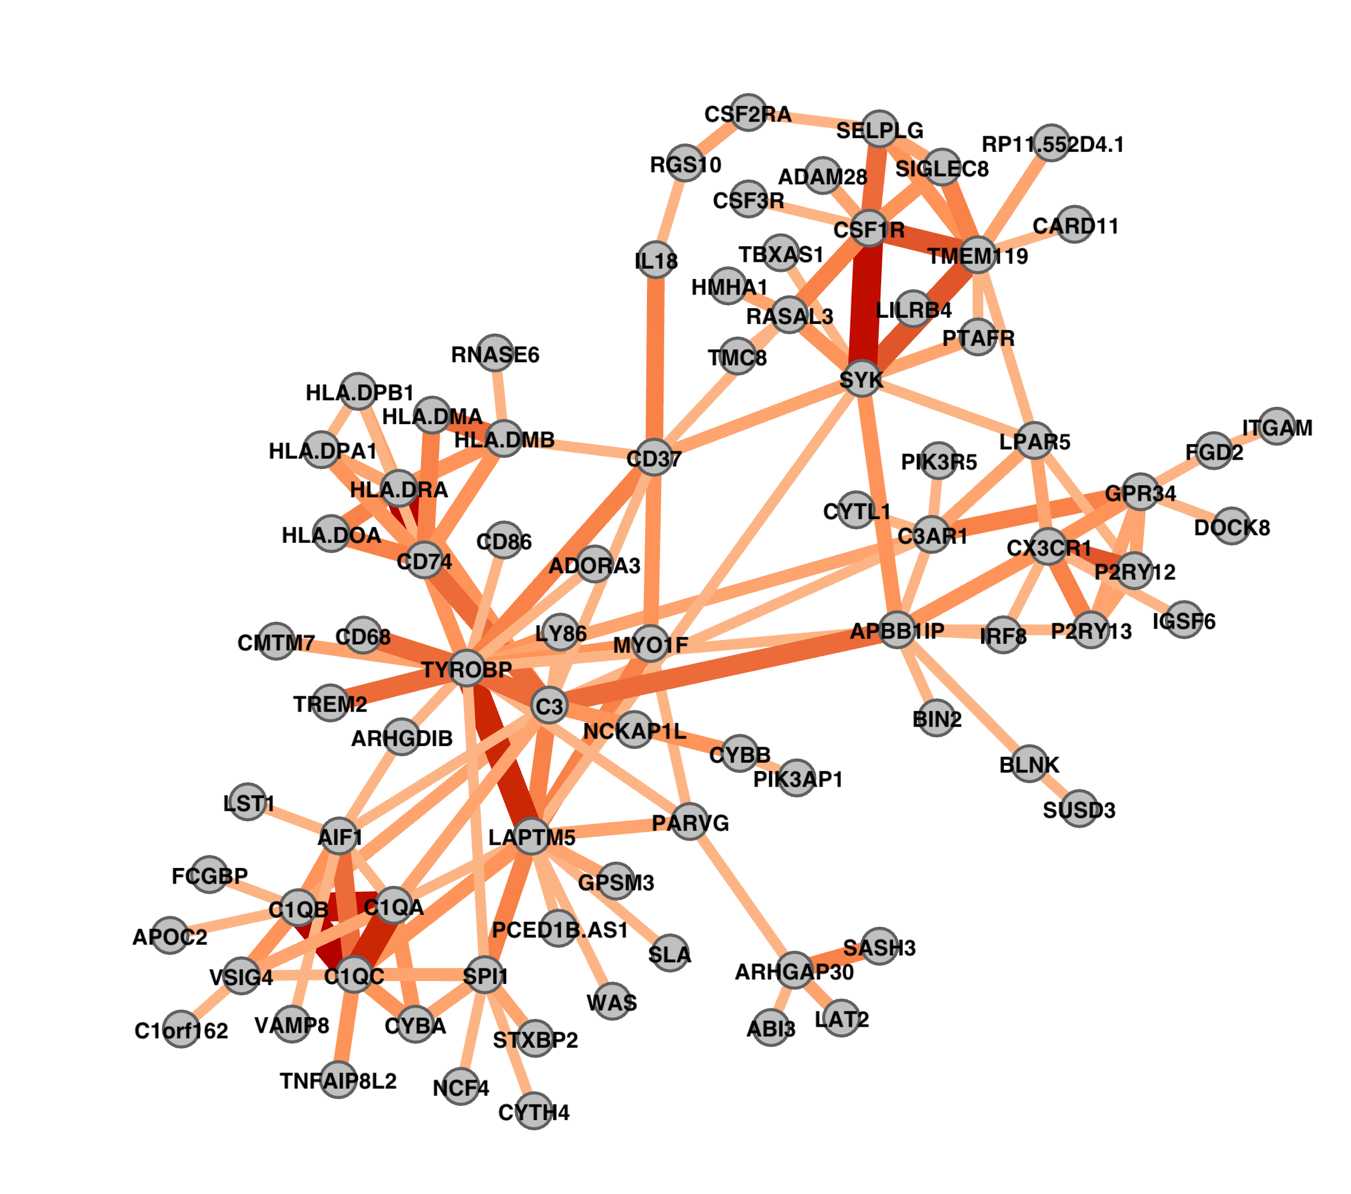 CSF2RA
SELPLG
RP11.552D4.1
RGS10
SIGLEC8
ADAM28
CSF3R
CSF1R
CARD11
TBXAS1
TMEM119
IL18
HMHA1
LILRB4
RASAL3
PTAFR
TMC8
RNASE6
SYK
HLA.DPB1
HLA.DMA
HLA.DMB
ITGAM
LPAR5
HLA.DPA1
FGD2
CD37
PIK3R5
HLA.DRA
GPR34
CYTL1
DOCK8
HLA.DOA
C3AR1
CD86
CX3CR1
CD74
ADORA3
P2RY12
IGSF6
CD68
LY86
APBB1IP
IRF8
P2RY13
CMTM7
MYO1F
TYROBP
TREM2
C3
BIN2
NCKAP1L
ARHGDIB
CYBB
BLNK
PIK3AP1
LST1
SUSD3
AIF1
LAPTM5
PARVG
FCGBP
GPSM3
C1QB
C1QA
APOC2
PCED1B.AS1
SASH3
SLA
ARHGAP30
VSIG4
C1QC
SPI1
WAS
C1orf162
VAMP8
CYBA
ABI3
LAT2
STXBP2
TNFAIP8L2
NCF4
CYTH4